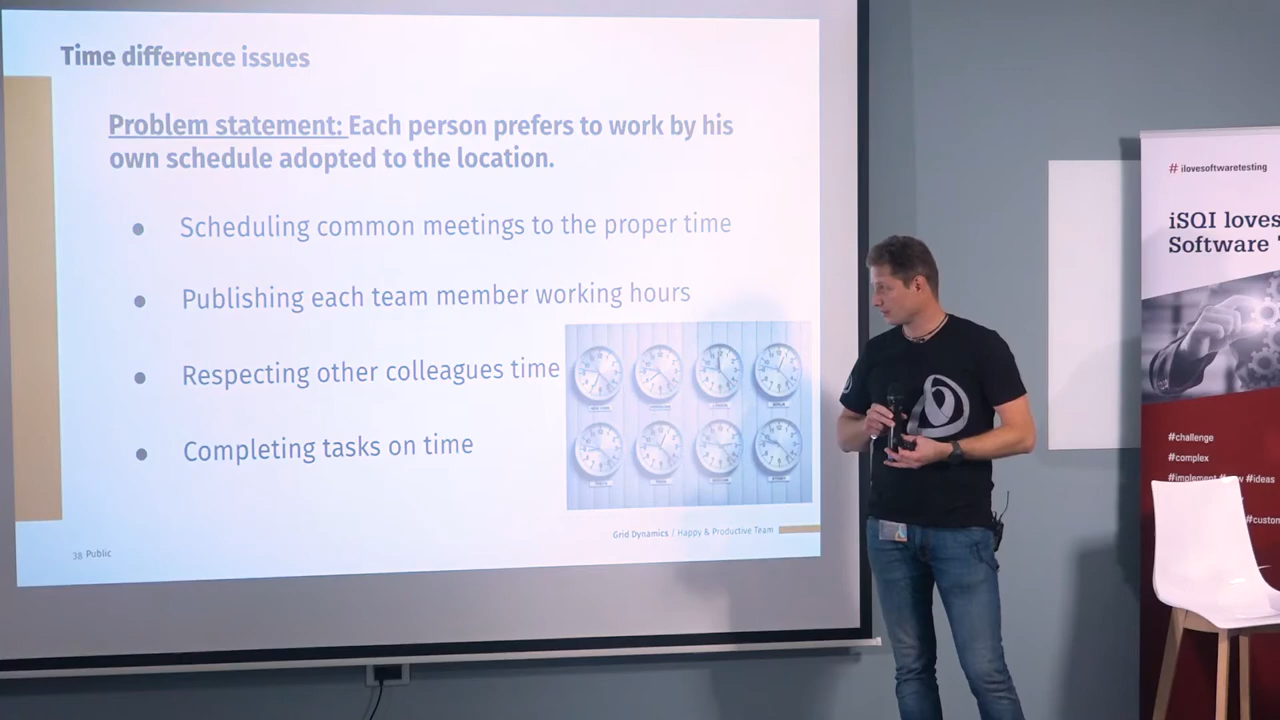 Time difference issues
Problem statement: Each person prefers to work by his
own schedule adopted to the location.
● Scheduling common meetings to the proper time
● Publishing each team member working hours
● Respecting other colleagues time
● Completing tasks on time
38 Public
Grid Dynamics / Happy & Productive Team
# ilovesoftwaretesting
iSQI loves
Software
#challenge
#complex
#implement #ideas
#custom